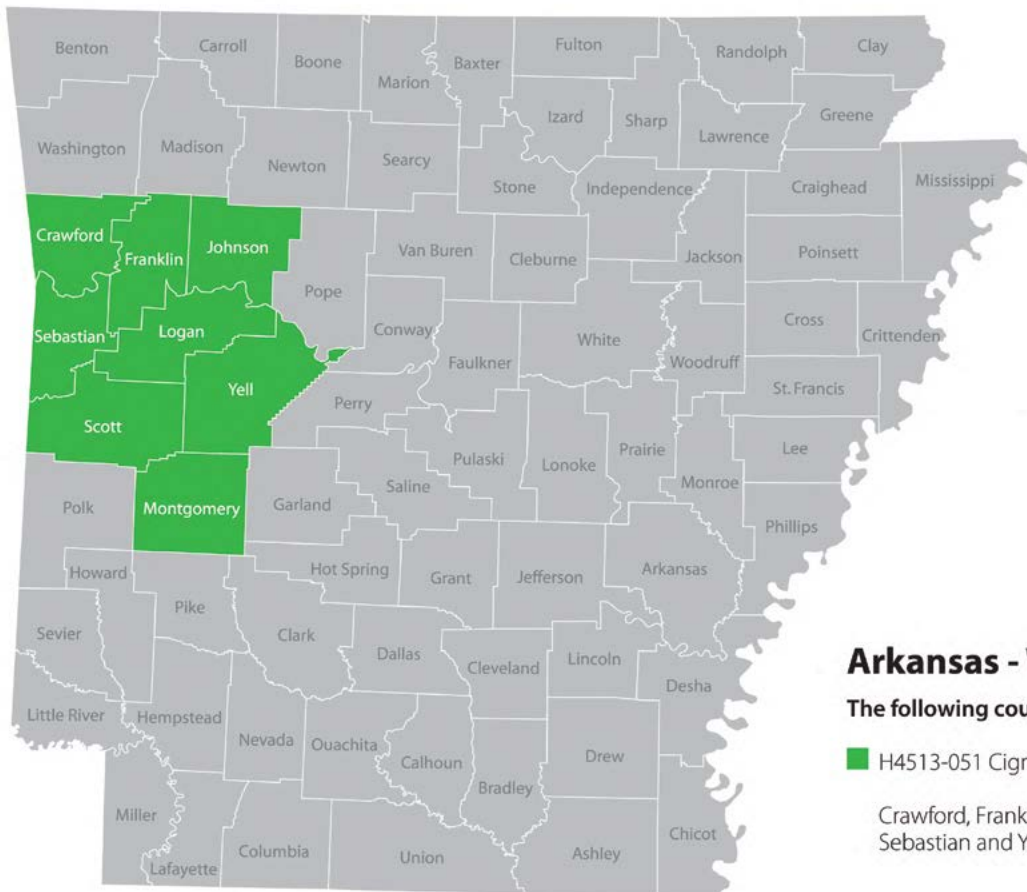 Benton
Carroll
Boone
Marion
Baxter
Fulton
Randolph
Clay
Izard
Sharp
Lawrence
Greene
Washington
Madison
Newton
Searcy
Stone
Independence
Craighead
Mississippi
Crawford
Franklin
Johnson
Pope
Van Buren
Cleburne
Jackson
Poinsett
Sebastian
Logan
Conway
Faulkner
White
Woodruff
Cross
Crittenden
St. Francis
Scott
Yell
Perry
Pulaski
Lonoke
Prairie
Monroe
Lee
Polk
Montgomery
Garland
Saline
Phillips
Howard
Hot Spring
Grant
Jefferson
Arkansas
Pike
Sevier
Clark
Dallas
Cleveland
Lincoln
Desha
Little River
Hempstead
Nevada
Ouachita
Calhoun
Bradley
Drew
Miller
Lafayette
Columbia
Union
Ashley
Chicot
Arkansas -
The following cou
H4513-051 Cigr
Crawford, Frank
Sebastian and Y